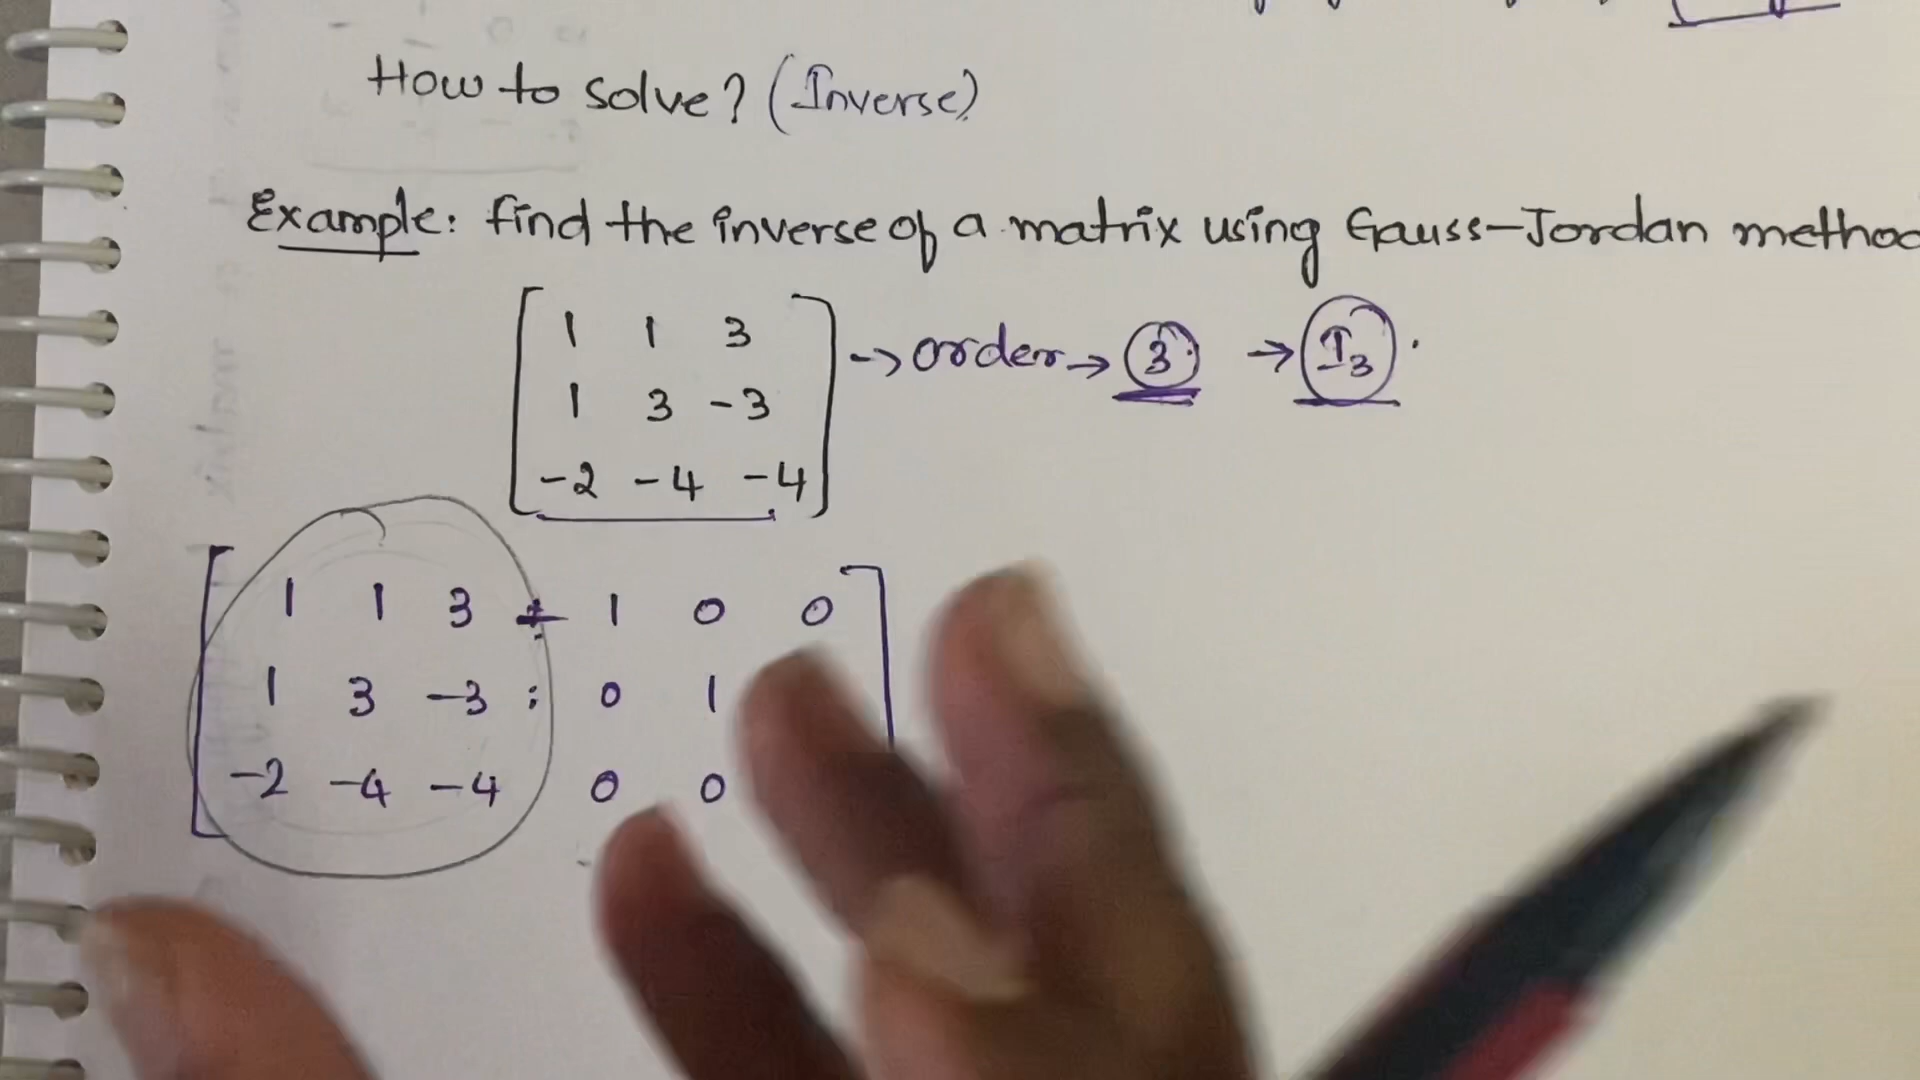 How to solve? (Inverse)
Example: find the inverse of a matrix using Gauss-Jordan method
1 1 3
1 3 -3 → order → 3 → I3.
-2 -4 -4
1 1 3 : 1 0 0
1 3 -3 : 0 1
-2 -4 -4 0 0